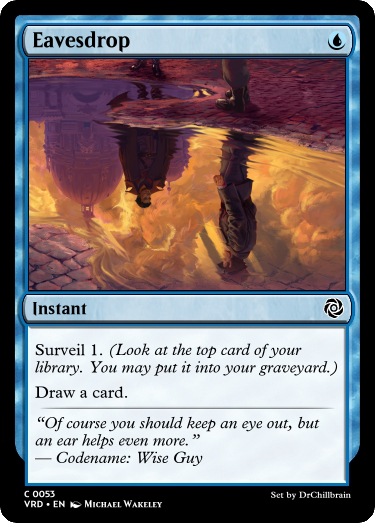 Eavesdrop
Instant
Surveil 1. (Look at the top card of your
library. You may put it into your graveyard.)
Draw a card.
“Of course you should keep an eye out, but
an ear helps even more.”
— Codename: Wise Guy
C 0053
VRD • EN Michael Wakeley
Set by DrChillbrain